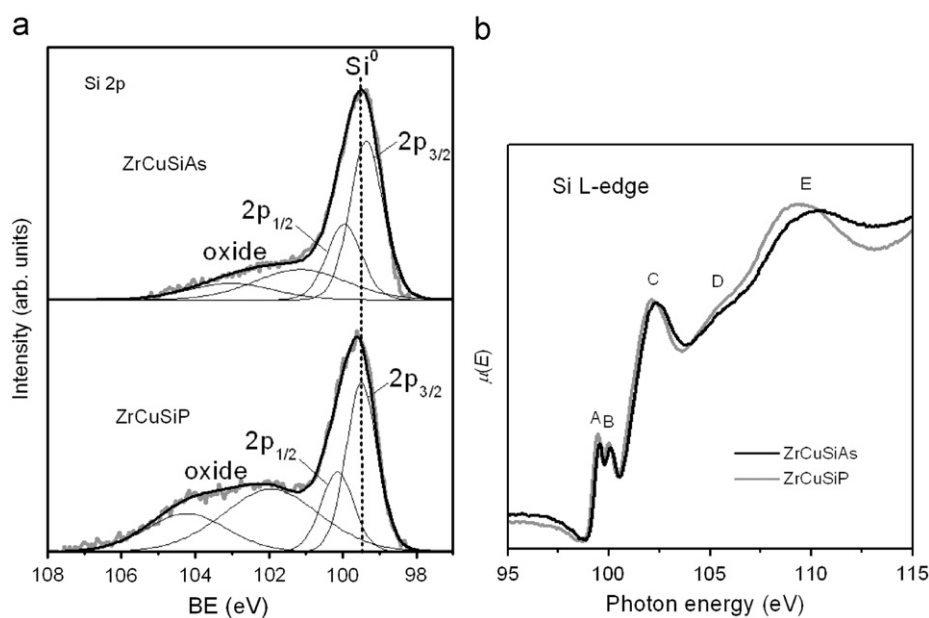 a
Si 2p
Si⁰
ZrCuSiAs
2p3/2
2p1/2
oxide
ZrCuSiP
2p3/2
2p1/2
oxide
Intensity (arb. units)
108 106 104 102 100 98
BE (eV)
b
Si L-edge
E
C
D
A B
μ(E)
ZrCuSiAs
ZrCuSiP
95 100 105 110 115
Photon energy (eV)